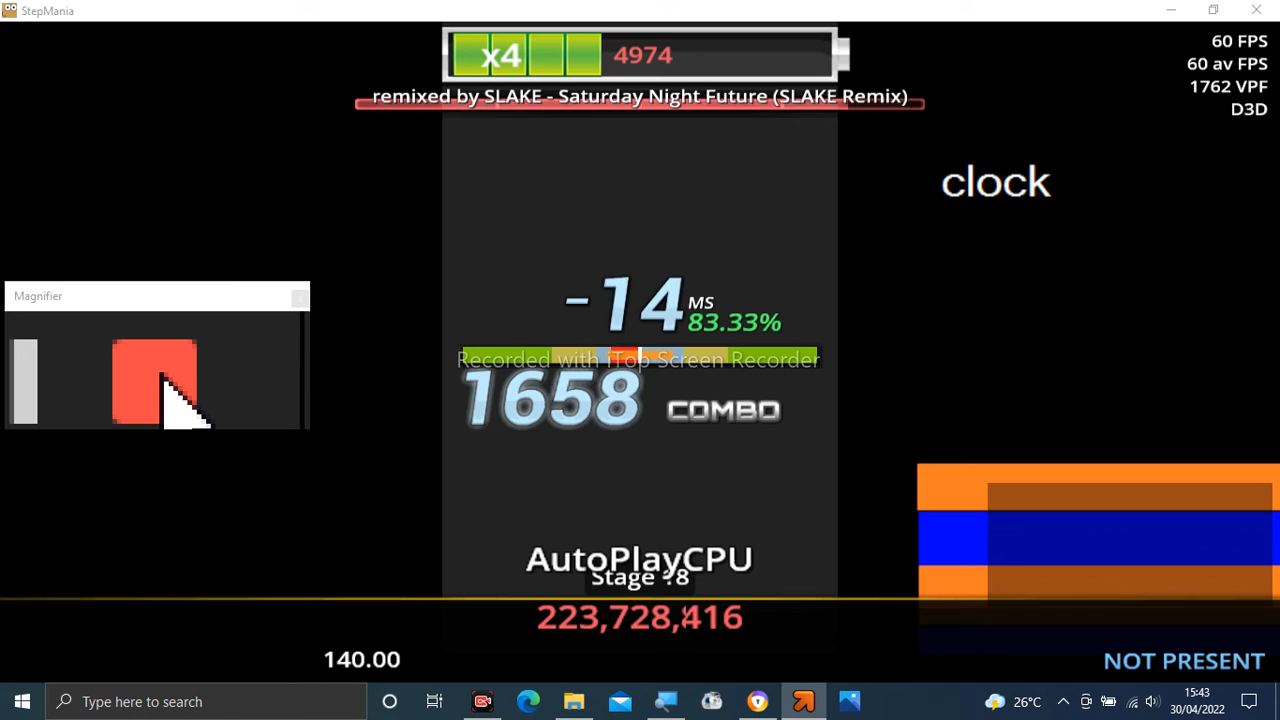 StepMania
x4 4974
60 FPS
60 av FPS
1762 VPF
D3D
remixed by SLAKE - Saturday Night Future (SLAKE Remix)
clock
Magnifier
-14 MS
83.33%
Recorded with iTop Screen Recorder
1658 COMBO
AutoPlayCPU
Stage
223,728,416
140.00
NOT PRESENT
Type here to search
26°C
15:43
30/04/2022